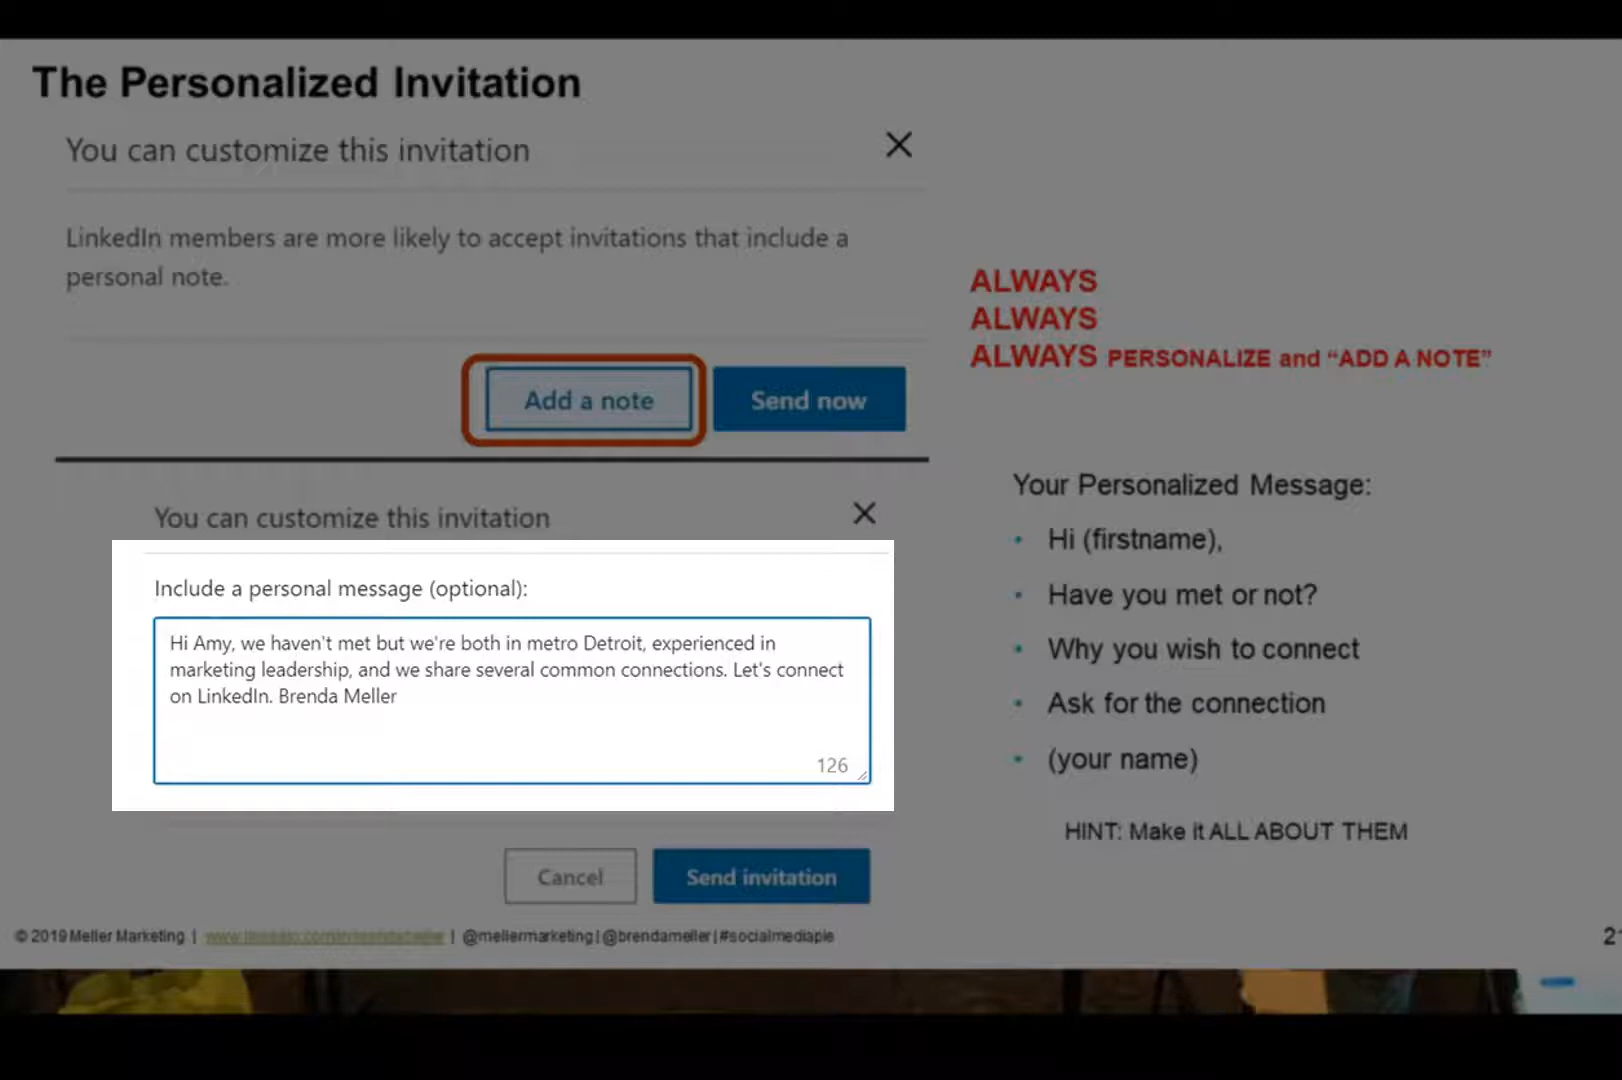 The Personalized Invitation
You can customize this invitation
LinkedIn members are more likely to accept invitations that include a
personal note.
Add a note
Send now
ALWAYS
ALWAYS
ALWAYS PERSONALIZE and “ADD A NOTE”
You can customize this invitation
Include a personal message (optional):
Hi Amy, we haven't met but we're both in metro Detroit, experienced in
marketing leadership, and we share several common connections. Let's connect
on LinkedIn. Brenda Meller
126
Cancel
Send invitation
Your Personalized Message:
• Hi (firstname),
• Have you met or not?
• Why you wish to connect
• Ask for the connection
• (your name)
HINT: Make it ALL ABOUT THEM
© 2019 Meller Marketing | | @mellermarketing | @brendameller | #socialmediapie